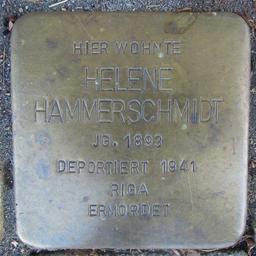 HIER WOHNTE
HELENE
HAMMERSCHMIDT
JG. 1893
DEPORTIERT 1941
RIGA
ERMORDET